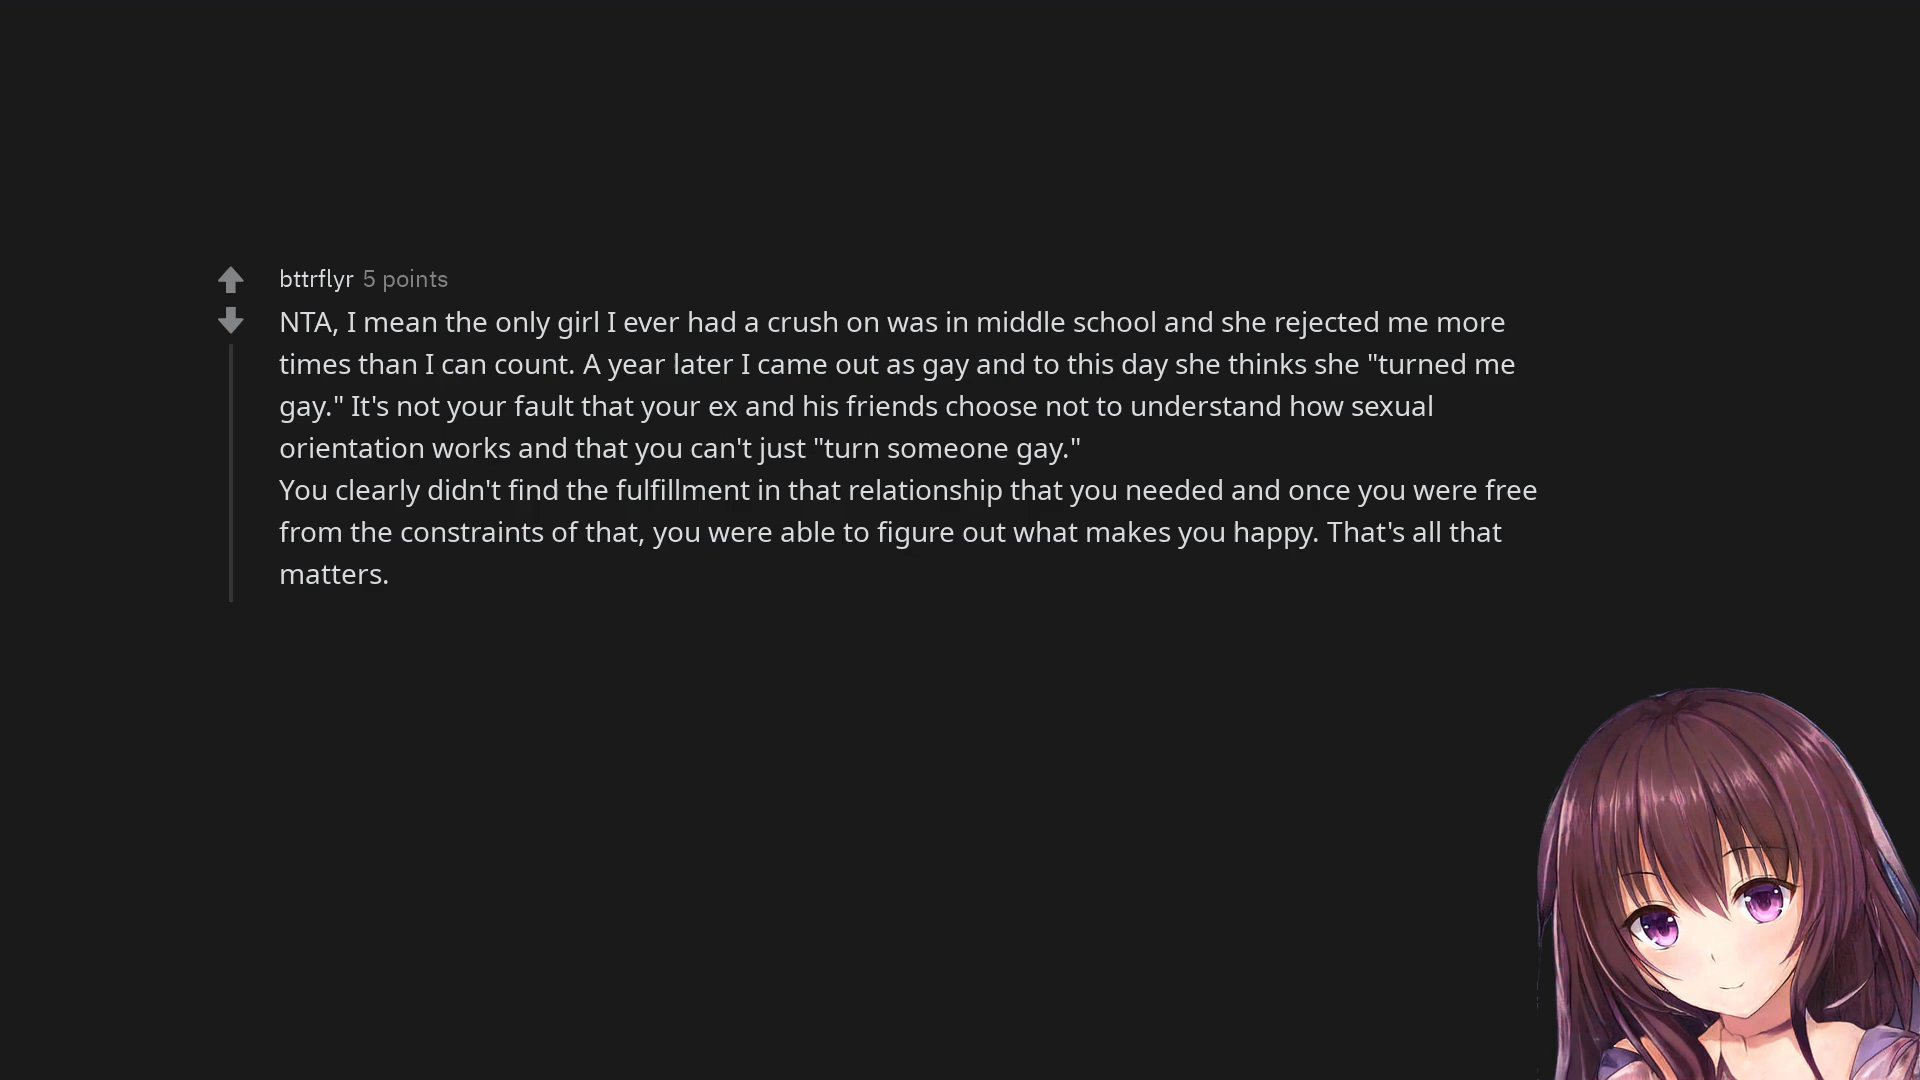 bttrflyr 5 points
NTA, I mean the only girl I ever had a crush on was in middle school and she rejected me more
times than I can count. A year later I came out as gay and to this day she thinks she "turned me
gay." It's not your fault that your ex and his friends choose not to understand how sexual
orientation works and that you can't just "turn someone gay."
You clearly didn't find the fulfillment in that relationship that you needed and once you were free
from the constraints of that, you were able to figure out what makes you happy. That's all that
matters.